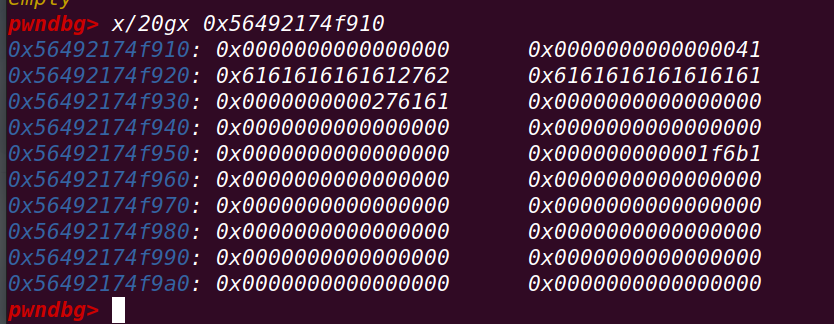 Empty
pwndbg> x/20gx 0x56492174f910
0x56492174f910: 0x0000000000000000 0x0000000000000041
0x56492174f920: 0x6161616161612762 0x6161616161616161
0x56492174f930: 0x0000000000276161 0x0000000000000000
0x56492174f940: 0x0000000000000000 0x0000000000000000
0x56492174f950: 0x0000000000000000 0x000000000001f6b1
0x56492174f960: 0x0000000000000000 0x0000000000000000
0x56492174f970: 0x0000000000000000 0x0000000000000000
0x56492174f980: 0x0000000000000000 0x0000000000000000
0x56492174f990: 0x0000000000000000 0x0000000000000000
0x56492174f9a0: 0x0000000000000000 0x0000000000000000
pwndbg>